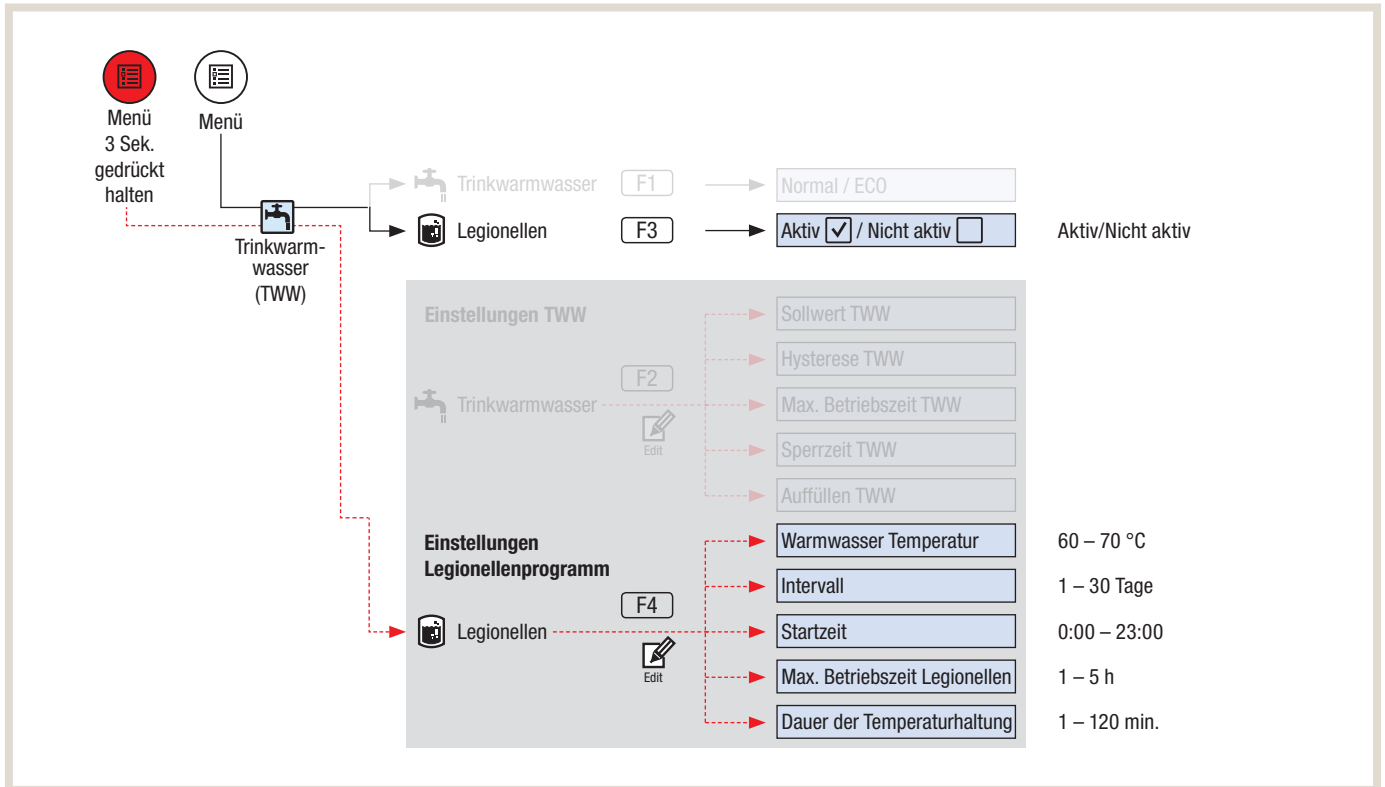 Menü
3 Sek.
gedrückt
halten
Menü
Trinkwarm-
wasser
(TWW)
Trinkwarmwasser F1 Normal / ECO
Legionellen F3 Aktiv / Nicht aktiv Aktiv/Nicht aktiv
Einstellungen TWW
Trinkwarmwasser
F2
Edit
Sollwert TWW
Hysterese TWW
Max. Betriebszeit TWW
Sperrzeit TWW
Auffüllen TWW
Einstellungen
Legionellenprogramm
Legionellen
F4
Edit
Warmwasser Temperatur 60 – 70 °C
Intervall 1 – 30 Tage
Startzeit 0:00 – 23:00
Max. Betriebszeit Legionellen 1 – 5 h
Dauer der Temperaturhaltung 1 – 120 min.